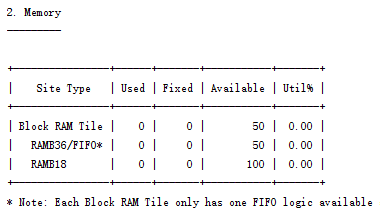 2. Memory
---------
+----------------+------+-------+-----------+-------+
| Site Type | Used | Fixed | Available | Util% |
+----------------+------+-------+-----------+-------+
| Block RAM Tile | 0 | 0 | 50 | 0.00 |
| RAMB36/FIFO* | 0 | 0 | 50 | 0.00 |
| RAMB18 | 0 | 0 | 100 | 0.00 |
+----------------+------+-------+-----------+-------+
* Note: Each Block RAM Tile only has one FIFO logic available